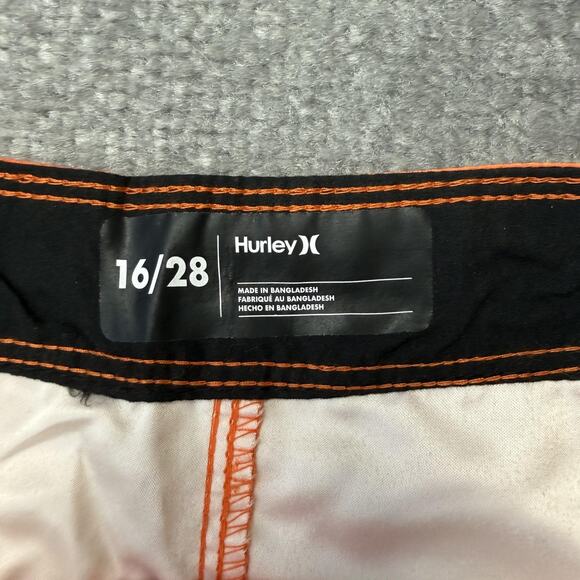 16/28
Hurley
MADE IN BANGLADESH
FABRIQUÉ AU BANGLADESH
HECHO EN BANGLADESH